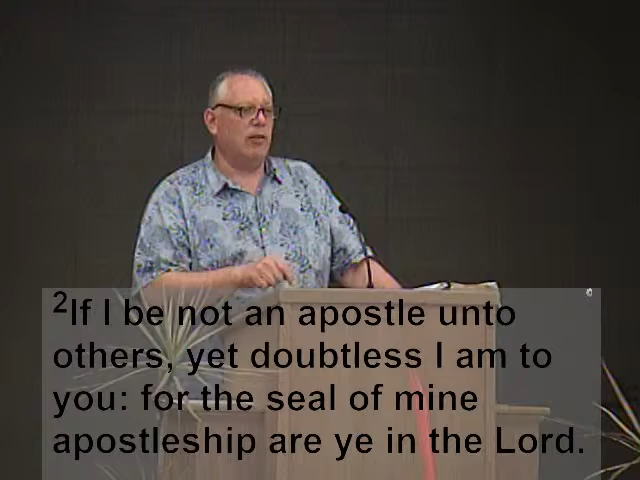 2If I be not an apostle unto
others, yet doubtless I am to
you: for the seal of mine
apostleship are ye in the Lord.